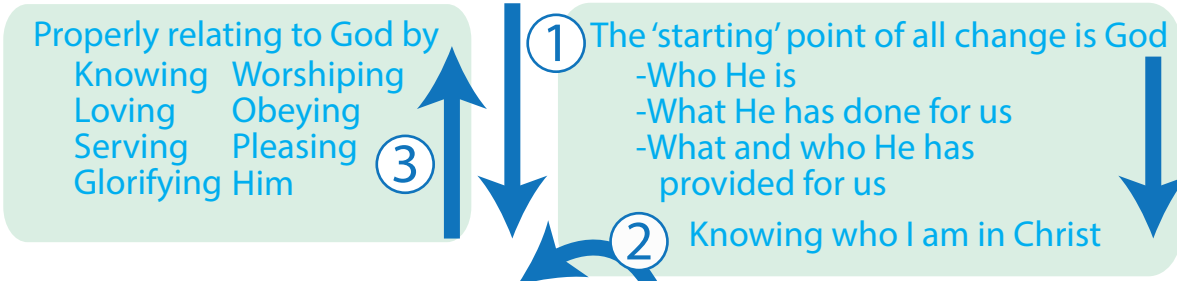 Properly relating to God by
Knowing Worshiping
Loving Obeying
Serving Pleasing
Glorifying Him
3
1
The 'starting' point of all change is God
-Who He is
-What He has done for us
-What and who He has
provided for us
2
Knowing who I am in Christ